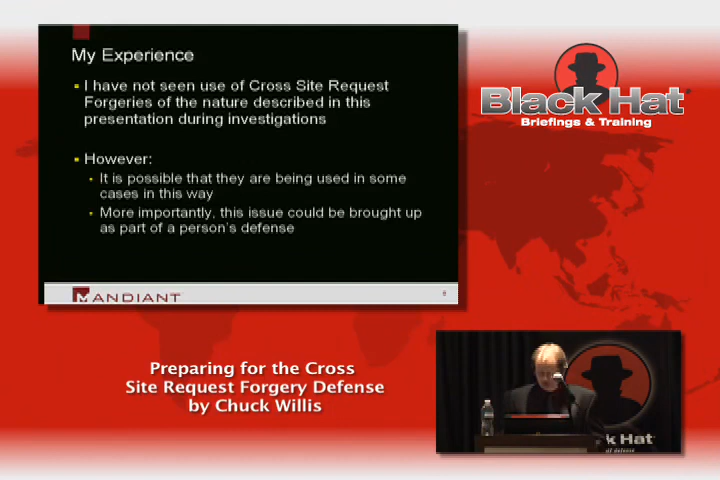 My Experience
I have not seen use of Cross Site Request
Forgeries of the nature described in this
presentation during investigations
However:
It is possible that they are being used in some
cases in this way
More importantly, this issue could be brought up
as part of a person's defense
MANDIANT
Black Hat
Briefings & Training
Preparing for the Cross
Site Request Forgery Defense
by Chuck Willis
ck Hat